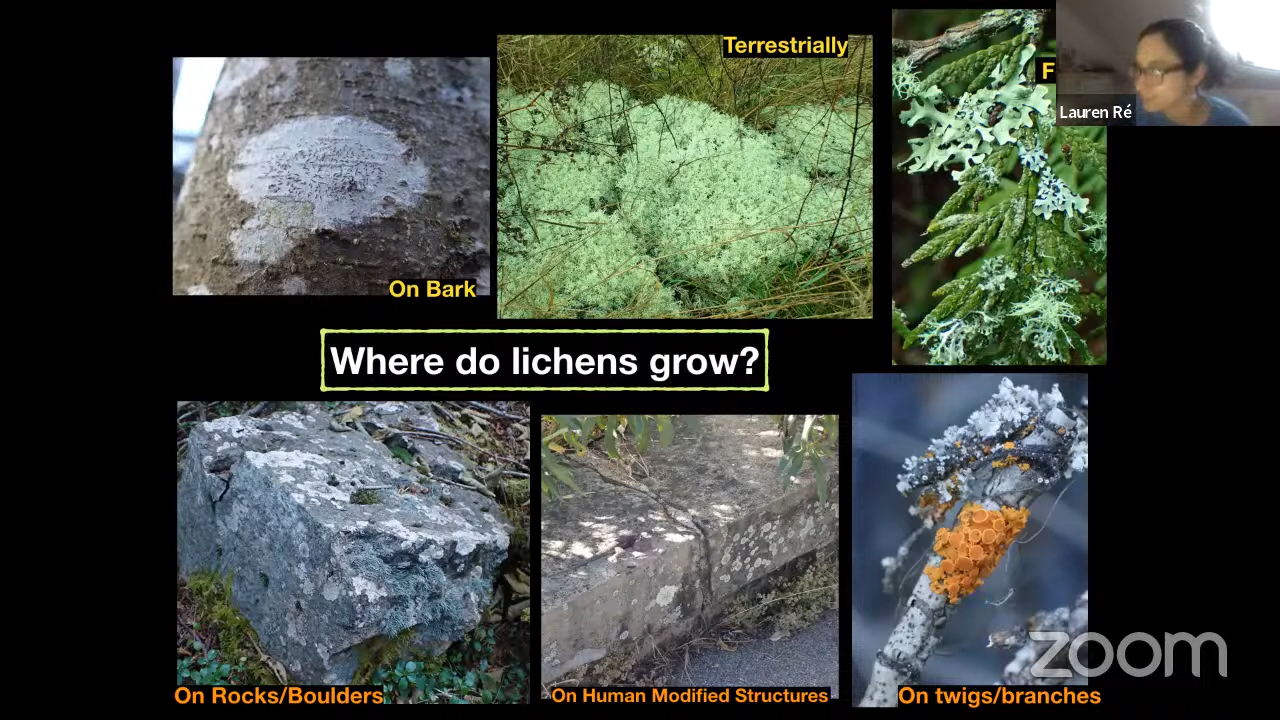 Terrestrially
F
Lauren Ré
On Bark
Where do lichens grow?
On Rocks/Boulders
On Human Modified Structures
On twigs/branches
zoom